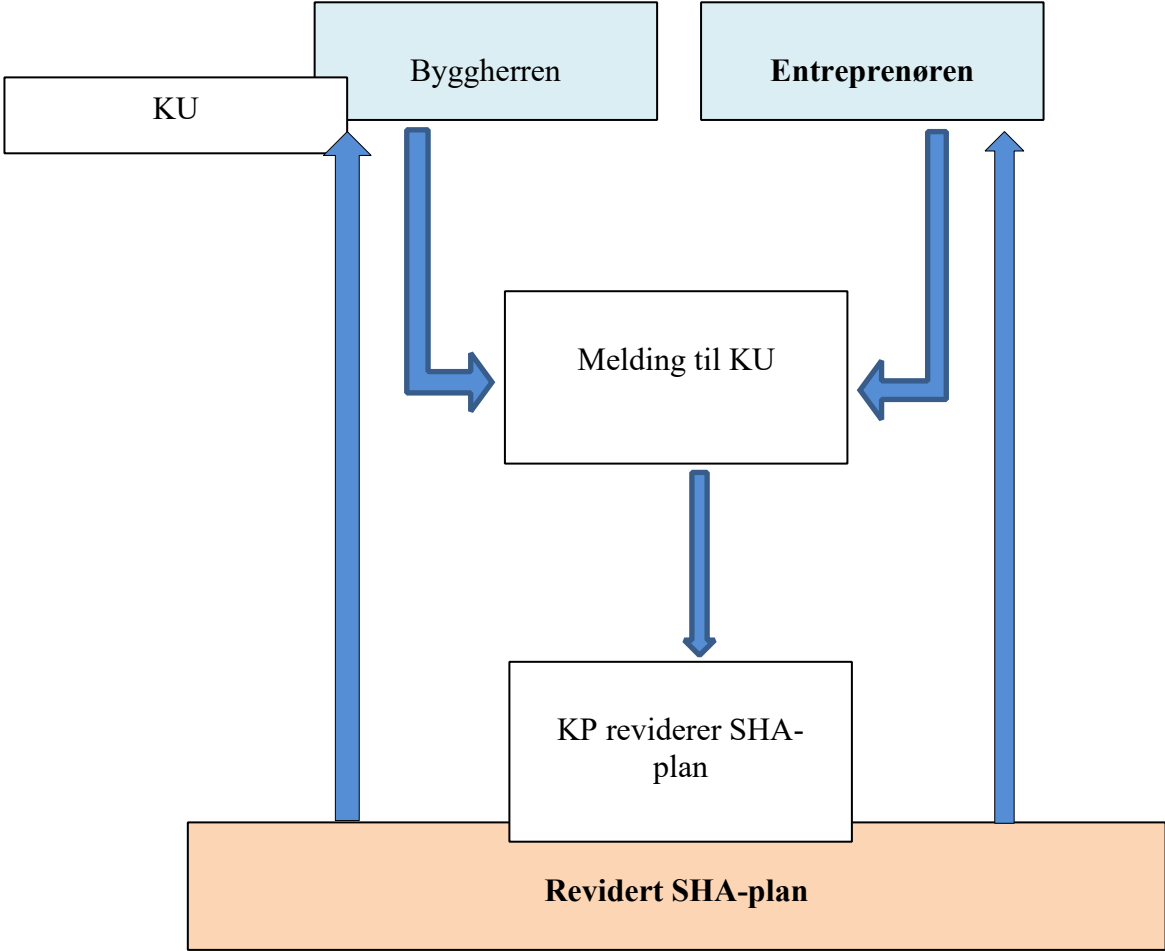 Byggherren
Entreprenøren
KU
Melding til KU
KP reviderer SHA-
plan
Revidert SHA-plan